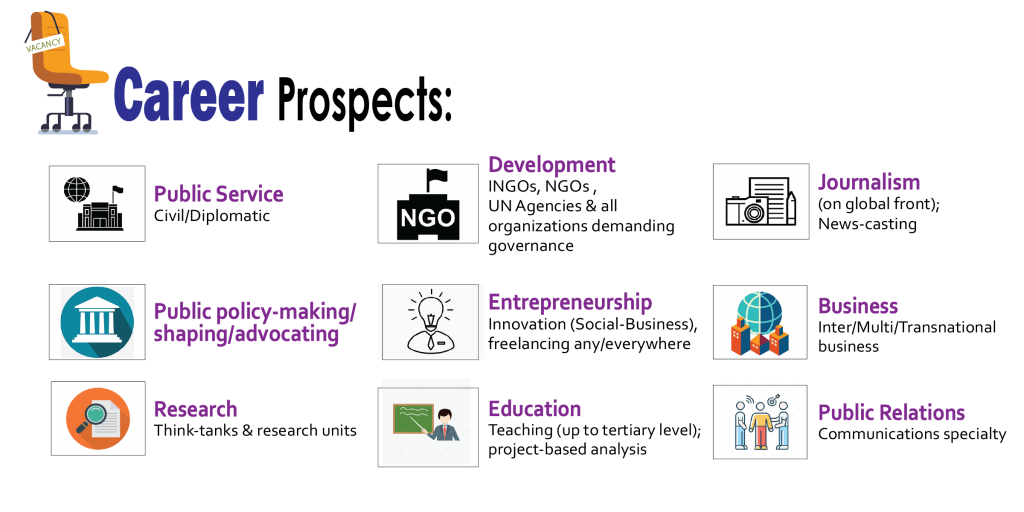 VACANCY
Career Prospects:
Public Service
Civil/Diplomatic
NGO
Development
INGOs, NGOs ,
UN Agencies & all
organizations demanding
governance
Journalism
(on global front);
News-casting
Public policy-making/
shaping/advocating
Entrepreneurship
Innovation (Social-Business),
freelancing any/everywhere
Business
Inter/Multi/Transnational
business
Research
Think-tanks & research units
Education
Teaching (up to tertiary level);
project-based analysis
Public Relations
Communications specialty